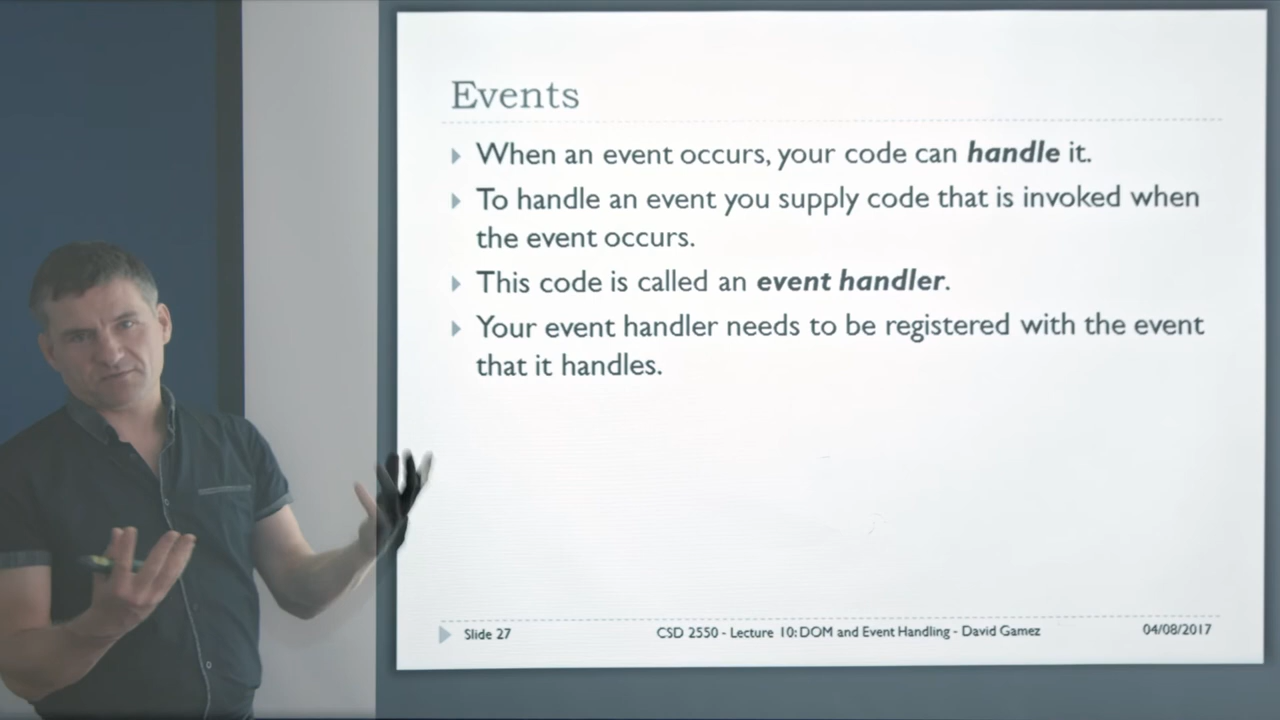 Events
When an event occurs, your code can handle it.
To handle an event you supply code that is invoked when
the event occurs.
This code is called an event handler.
Your event handler needs to be registered with the event
that it handles.
Slide 27
CSD 2550 - Lecture 10: DOM and Event Handling - David Gamez
04/08/2017